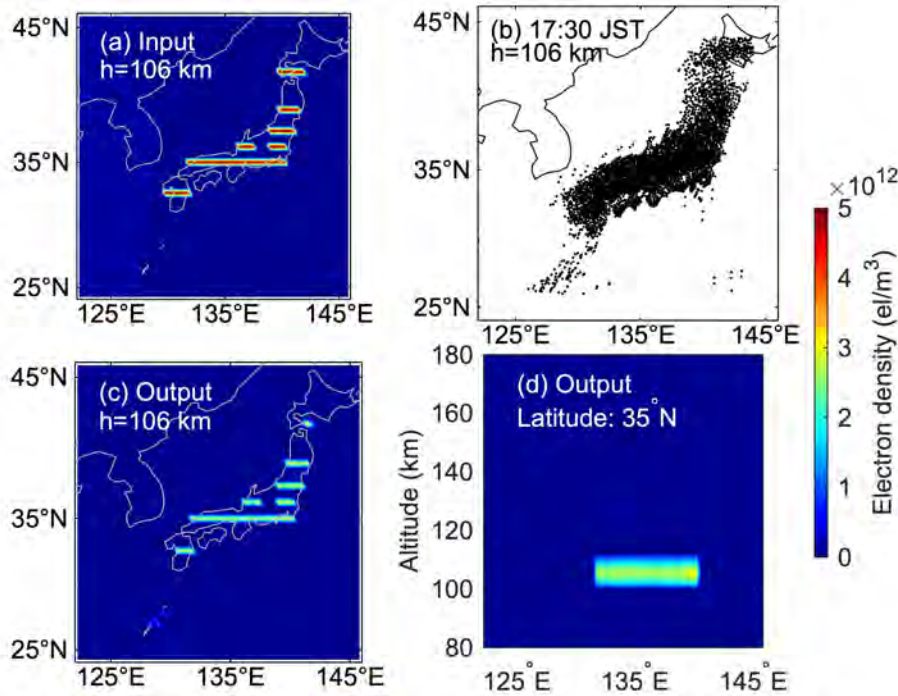 (a) Input
h=106 km
45°N
35°N
25°N
125°E
135°E
145°E
(b) 17:30 JST
h=106 km
45°N
35°N
25°N
125°E
135°E
145°E
(c) Output
h=106 km
45°N
35°N
25°N
125°E
135°E
145°E
(d) Output
Latitude: 35°N
180
160
140
120
100
80
Altitude (km)
125°E
135°E
145°E
×10¹²
5
4
3
2
1
0
Electron density (el/m³)